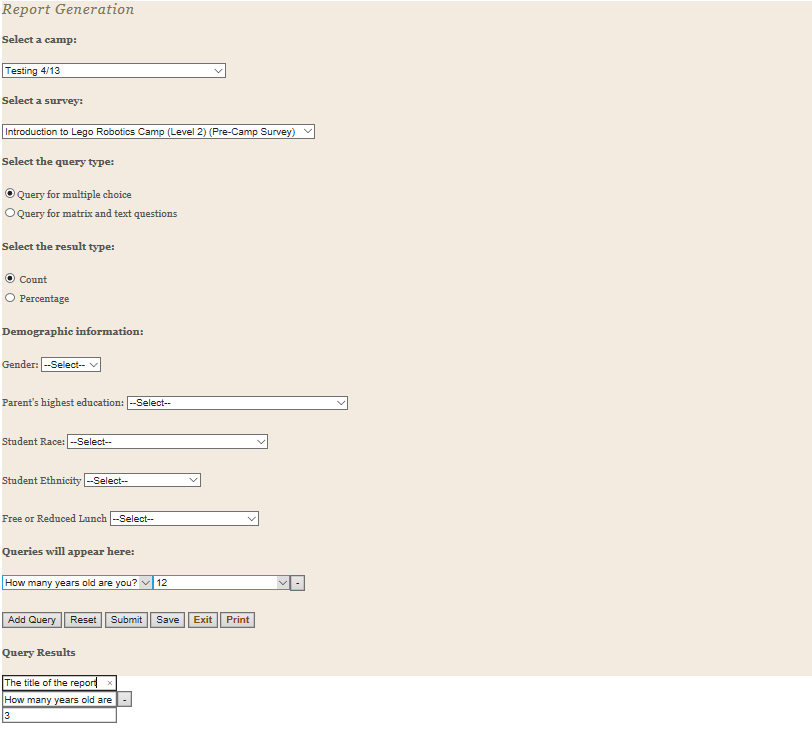 Report Generation
Select a camp:
Testing 4/13
Select a survey:
Introduction to Lego Robotics Camp (Level 2) (Pre-Camp Survey)
Select the query type:
Query for multiple choice
Query for matrix and text questions
Select the result type:
Count
Percentage
Demographic information:
Gender: --Select--
Parent's highest education: --Select--
Student Race: --Select--
Student Ethnicity --Select--
Free or Reduced Lunch --Select--
Queries will appear here:
How many years old are you? 12 -
Add Query Reset Submit Save Exit Print
Query Results
The title of the report ×
How many years old are -
3